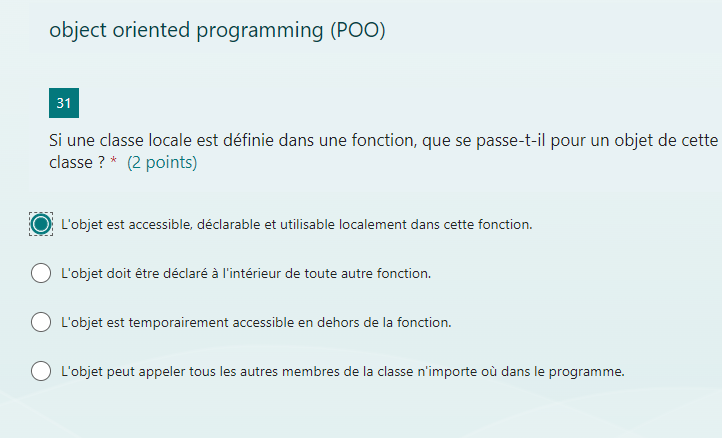 object oriented programming (POO)
31
Si une classe locale est définie dans une fonction, que se passe-t-il pour un objet de cette
classe ? * (2 points)
L'objet est accessible, déclarable et utilisable localement dans cette fonction.
L'objet doit être déclaré à l'intérieur de toute autre fonction.
L'objet est temporairement accessible en dehors de la fonction.
L'objet peut appeler tous les autres membres de la classe n'importe où dans le programme.